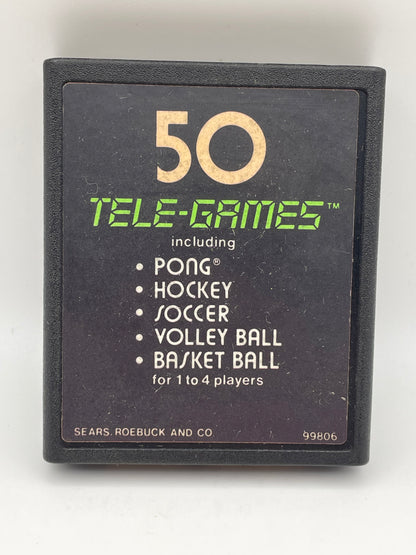 50
TELE-GAMES™
including
• PONG®
• HOCKEY
• SOCCER
• VOLLEY BALL
• BASKET BALL
for 1 to 4 players
SEARS, ROEBUCK AND CO 99806